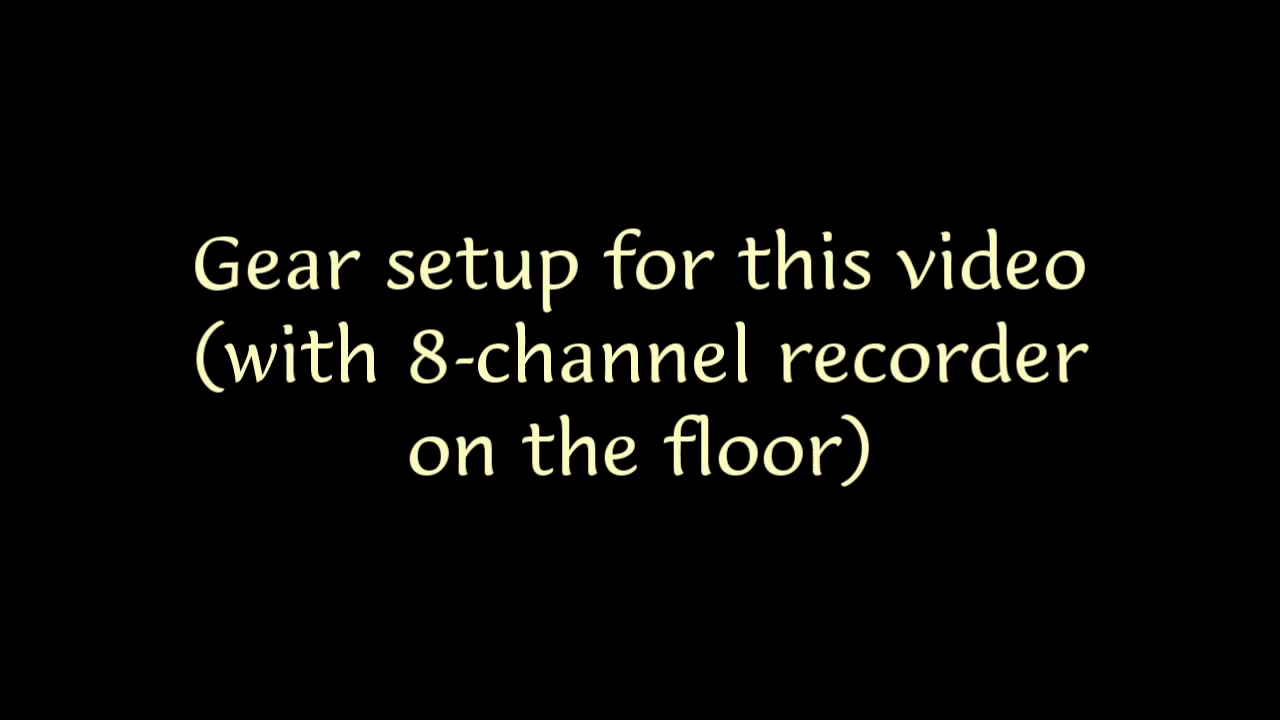 Gear setup for this video
(with 8-channel recorder
on the floor)